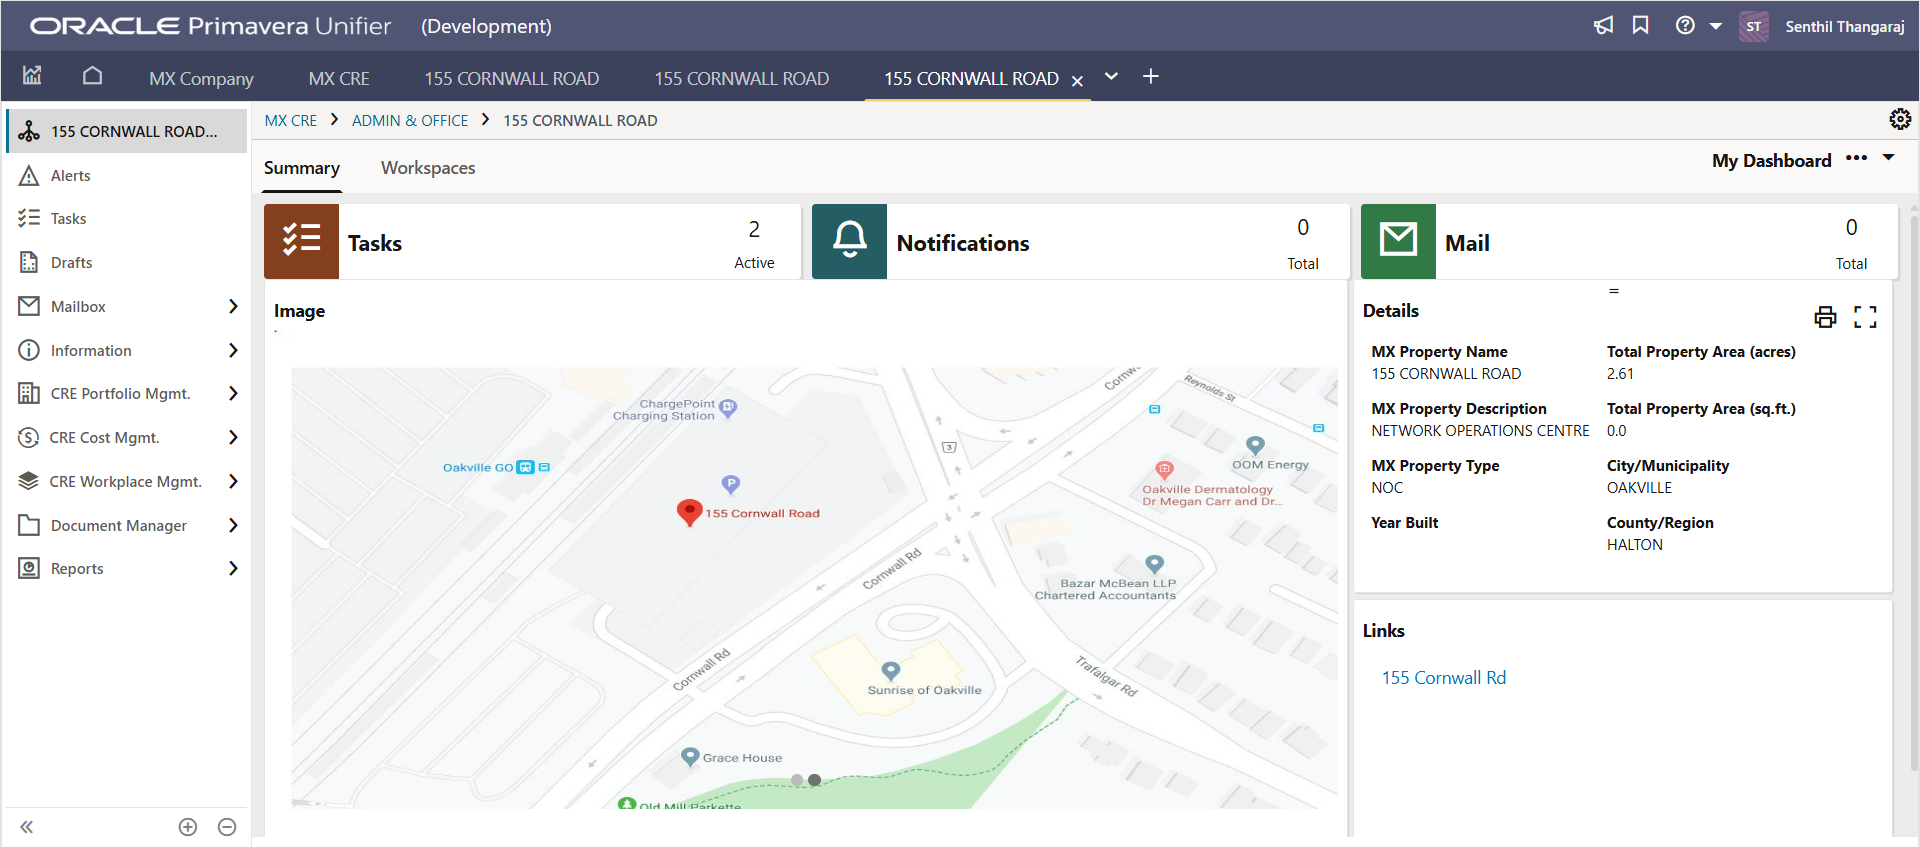 ORACLE Primavera Unifier (Development)
ST Senthil Thangaraj
MX Company MX CRE 155 CORNWALL ROAD 155 CORNWALL ROAD 155 CORNWALL ROAD
155 CORNWALL ROAD...
Alerts
Tasks
Drafts
Mailbox
Information
CRE Portfolio Mgmt.
CRE Cost Mgmt.
CRE Workplace Mgmt.
Document Manager
Reports
MX CRE > ADMIN & OFFICE > 155 CORNWALL ROAD
Summary Workspaces
My Dashboard
Tasks
2
Active
Notifications
0
Total
Mail
0
Total
Image
ChargePoint
Charging Station
Oakville GO
P
155 Cornwall Road
3
Cornw
Reynolds St
OOM Energy
Oakville Dermatology
Dr Megan Carr and Dr...
Cornwall Rd
Bazar McBean LLP
Chartered Accountants
Cornwall Rd
Trafalgar Rd
Sunrise of Oakville
Grace House
Old Mill Parkette
Details
MX Property Name
155 CORNWALL ROAD
Total Property Area (acres)
2.61
MX Property Description
NETWORK OPERATIONS CENTRE
Total Property Area (sq.ft.)
0.0
MX Property Type
NOC
City/Municipality
OAKVILLE
Year Built
County/Region
HALTON
Links
155 Cornwall Rd